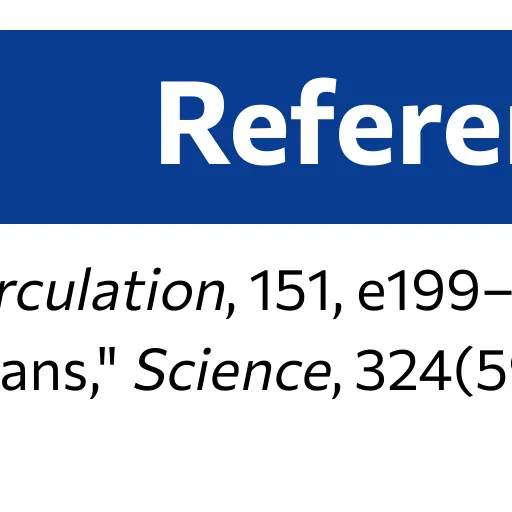 Refere
rculation, 151, e199–
ans," Science, 324(5